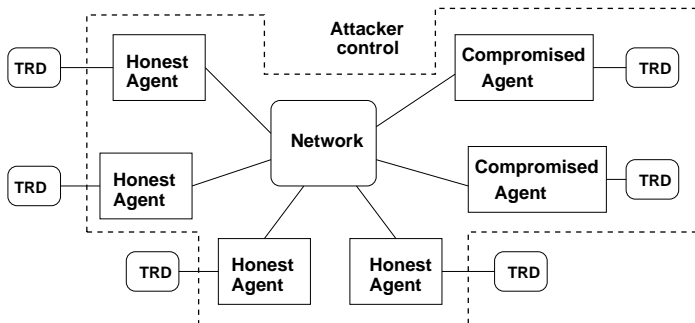 Attacker
control
Honest
Agent
TRD
Compromised
Agent
TRD
Network
TRD
Honest
Agent
Compromised
Agent
TRD
TRD
Honest
Agent
Honest
Agent
TRD